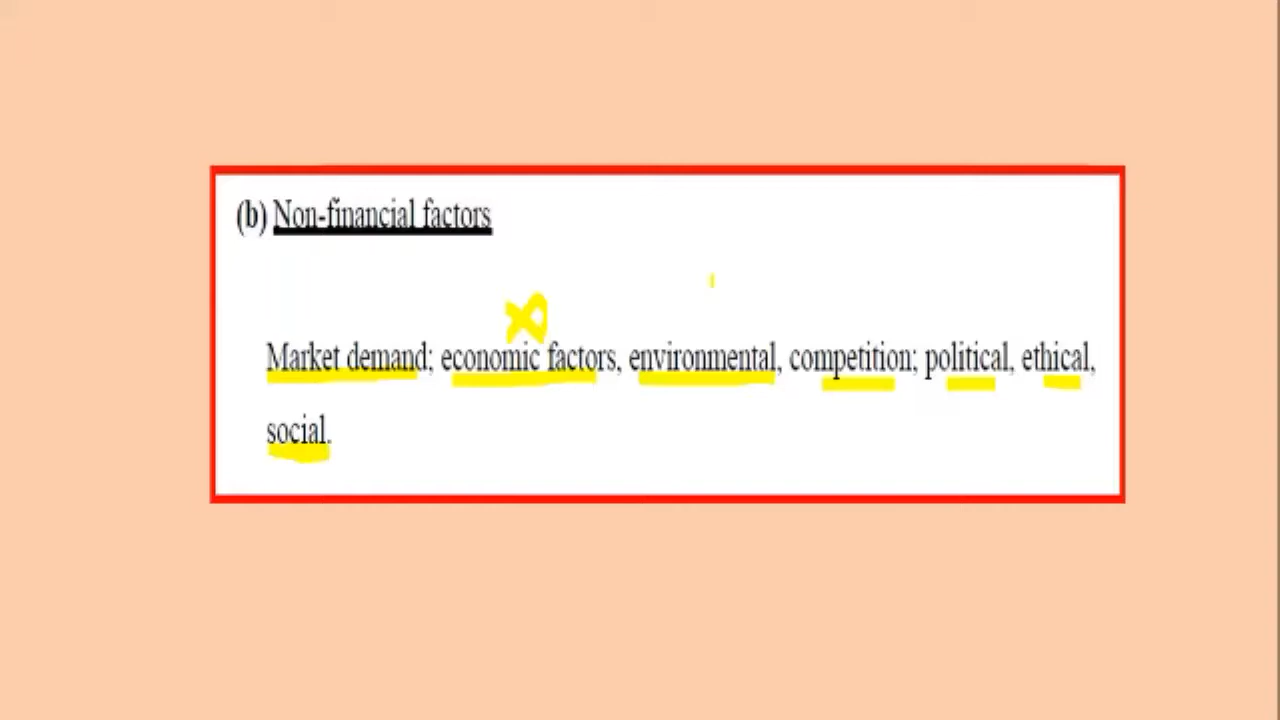 (b) Non-financial factors
Market demand; economic factors, environmental, competition; political, ethical,
social.